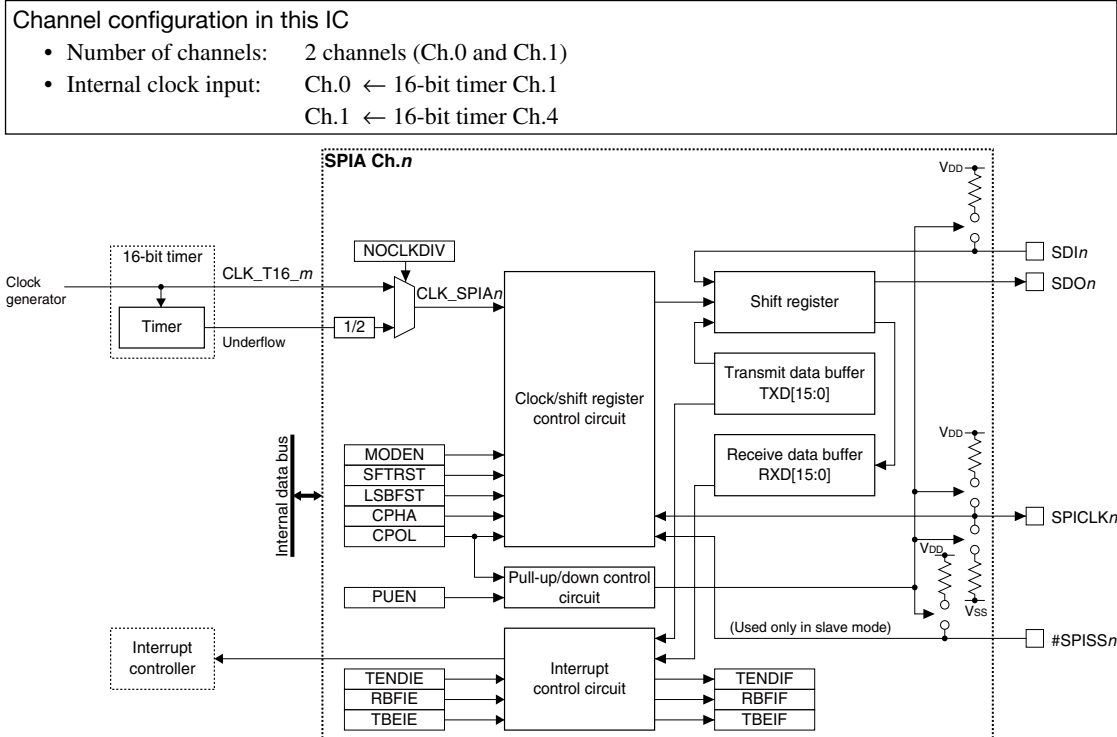 Channel configuration in this IC
• Number of channels: 2 channels (Ch.0 and Ch.1)
• Internal clock input: Ch.0 ← 16-bit timer Ch.1
Ch.1 ← 16-bit timer Ch.4
SPIA Ch.n
VDD
16-bit timer
NOCLKDIV
SDIn
Clock
generator
CLK_T16_m
CLK_SPIAn
SDOn
Shift register
Timer
1/2
Underflow
Transmit data buffer
TXD[15:0]
Clock/shift register
control circuit
VDD
Receive data buffer
RXD[15:0]
Internal data bus
MODEN
SFTRST
LSBFST
CPHA
CPOL
SPICLKn
VDD
Pull-up/down control
circuit
PUEN
VSS
(Used only in slave mode)
#SPISSn
Interrupt
controller
Interrupt
control circuit
TENDIE
TENDIF
RBFIE
RBFIF
TBEIE
TBEIF